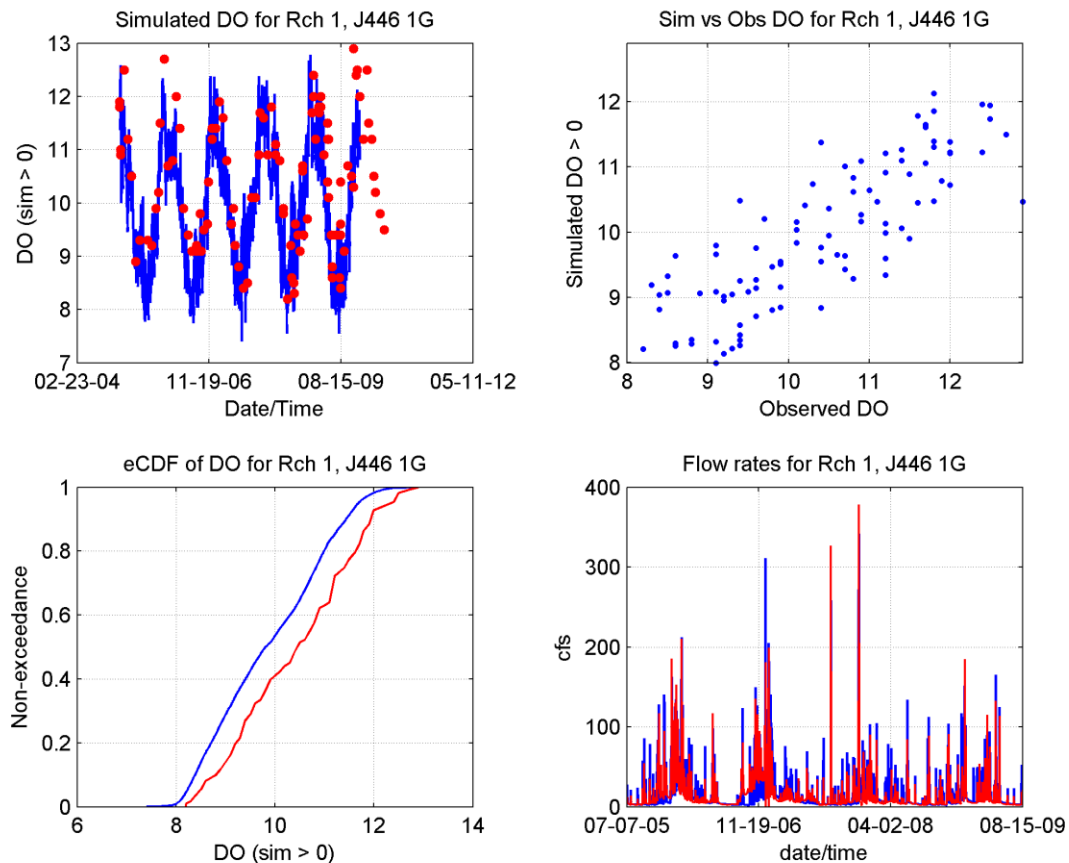 Simulated DO for Rch 1, J446 1G
13
12
11
10
9
8
7
DO (sim > 0)
02-23-04 11-19-06 08-15-09 05-11-12
Date/Time
Sim vs Obs DO for Rch 1, J446 1G
12
11
10
9
8
Simulated DO > 0
8 9 10 11 12
Observed DO
eCDF of DO for Rch 1, J446 1G
1
0.8
0.6
0.4
0.2
0
Non-exceedance
6 8 10 12 14
DO (sim > 0)
Flow rates for Rch 1, J446 1G
400
300
200
100
0
cfs
07-07-05 11-19-06 04-02-08 08-15-09
date/time